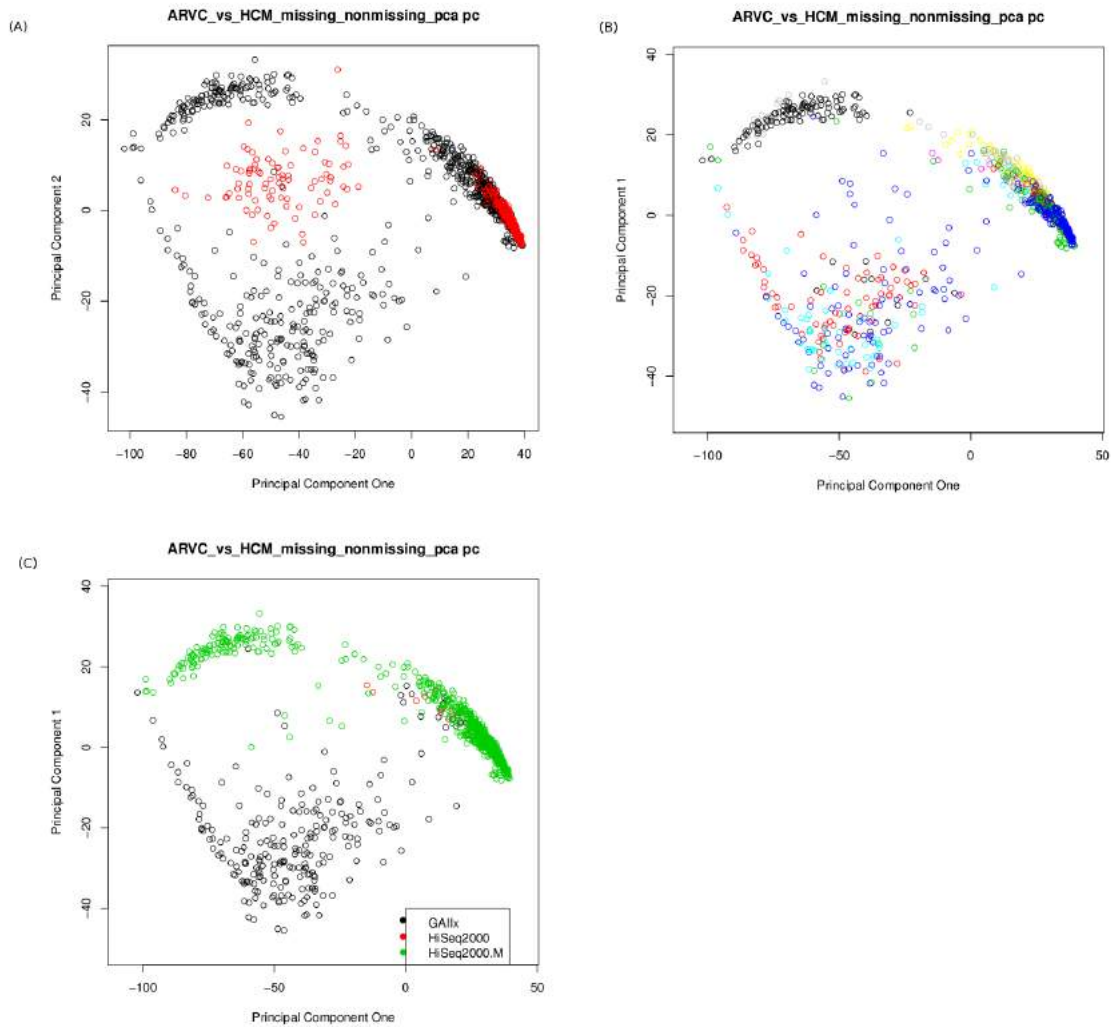 ARVC_vs_HCM_missing_nonmissing_pca pc
(A)
Principal Component 2
20
0
−20
−40
−100 −80 −60 −40 −20 0 20 40
Principal Component One
ARVC_vs_HCM_missing_nonmissing_pca pc
(B)
Principal Component 1
40
20
0
−20
−40
−100 −50 0 50
Principal Component One
ARVC_vs_HCM_missing_nonmissing_pca pc
(C)
Principal Component 1
40
20
0
−20
−40
GAIIx
HiSeq2000
HiSeq2000.M
−100 −50 0 50
Principal Component One